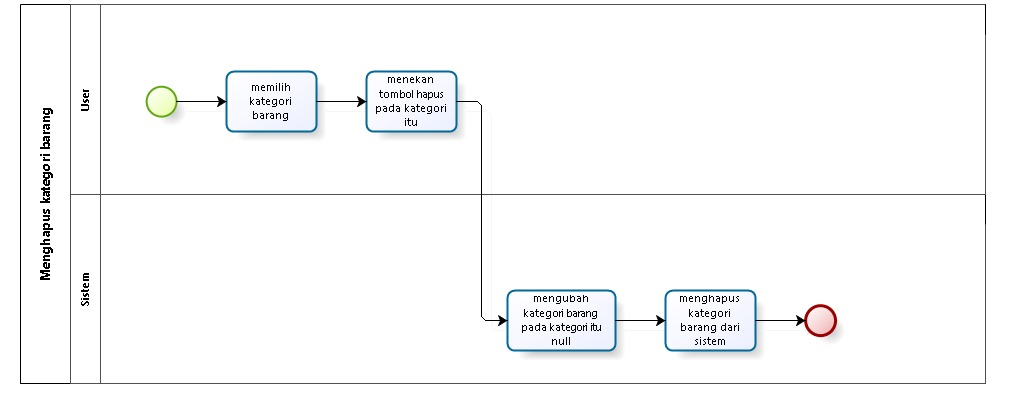 Menghapus kategori barang
User
memilih
kategori
barang
menekan
tombol hapus
pada kategori
itu
Sistem
mengubah
kategori barang
pada kategori itu
null
menghapus
kategori
barang dari
sistem